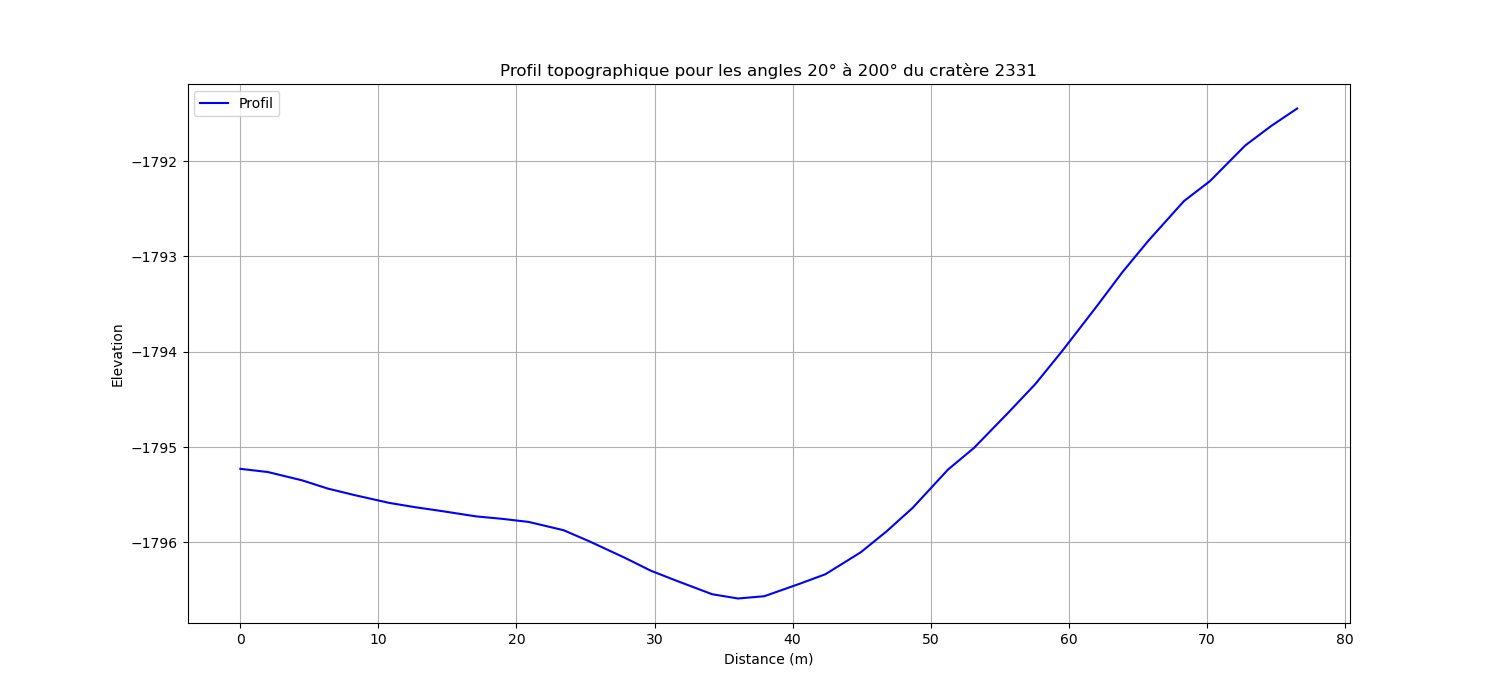 Profil topographique pour les angles 20° à 200° du cratère 2331
Profil
−1792
−1793
−1794
−1795
−1796
Elevation
0 10 20 30 40 50 60 70 80
Distance (m)